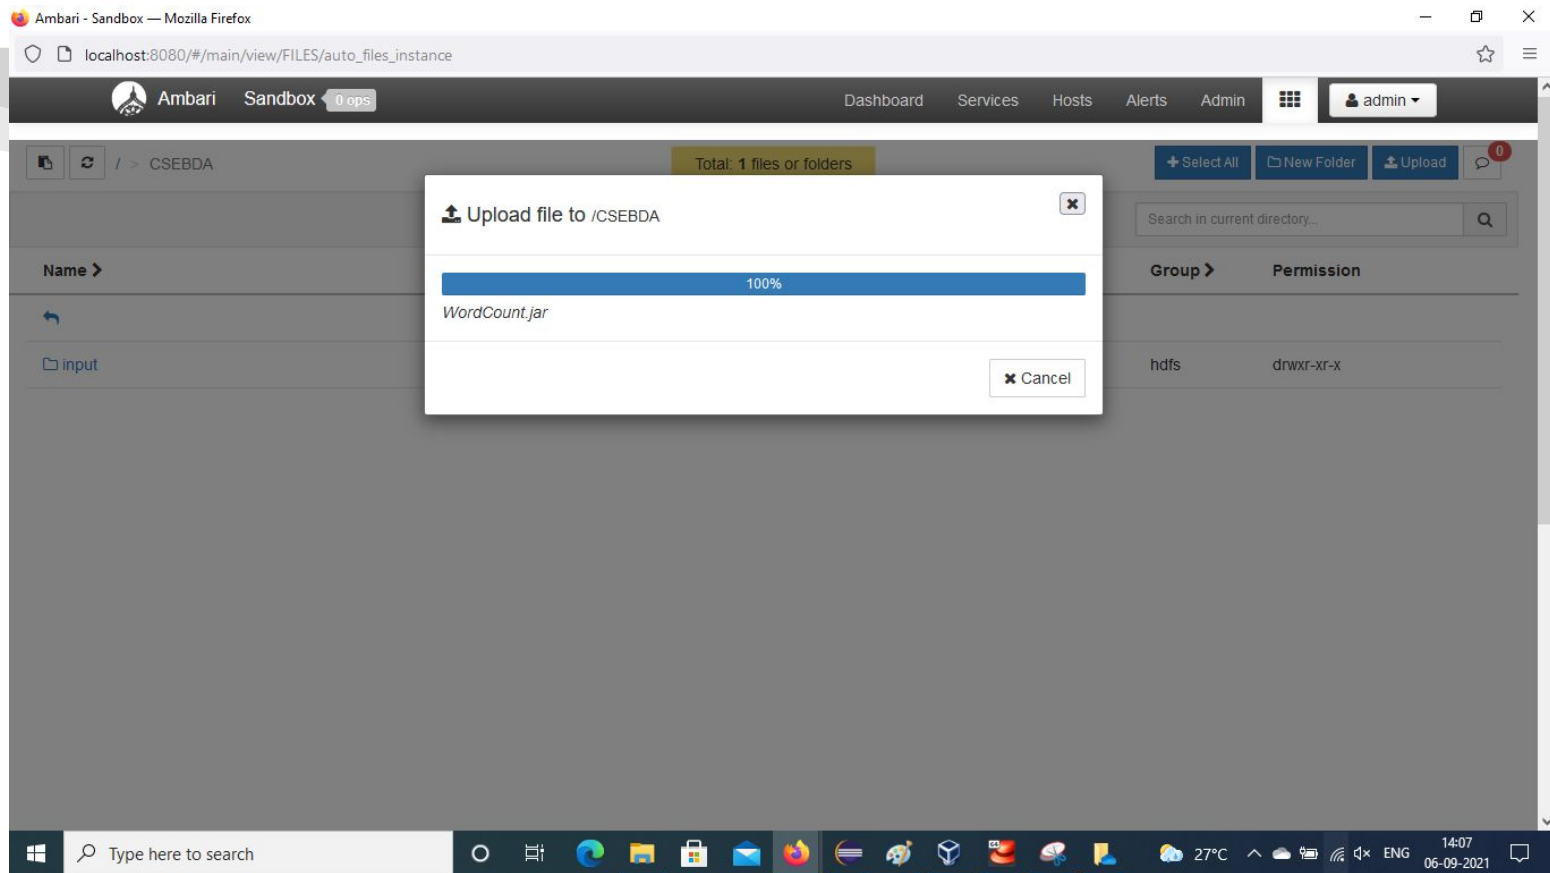 Ambari - Sandbox — Mozilla Firefox
localhost:8080/#/main/view/FILES/auto_files_instance
Ambari Sandbox 0 ops Dashboard Services Hosts Alerts Admin admin
/ > CSEBDA Total: 1 files or folders Select All New Folder Upload 0
Upload file to /CSEBDA
Search in current directory...
Name Group Permission
100%
WordCount.jar
input hdfs drwxr-xr-x
Cancel
Type here to search 27°C ENG 14:07
06-09-2021